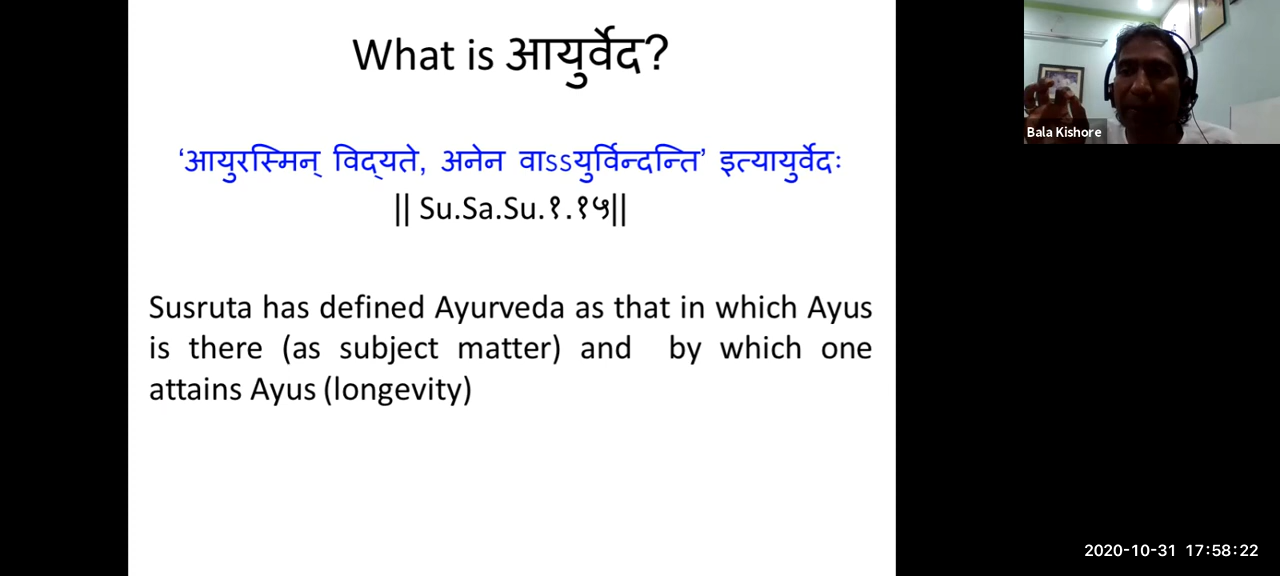 What is आयुर्वेद?
‘आयुरस्मिन् विद्‌यते, अनेन वाऽऽयुर्विन्दन्ति’ इत्यायुर्वेदः
|| Su.Sa.Su.१.१५||
Susruta has defined Ayurveda as that in which Ayus
is there (as subject matter) and by which one
attains Ayus (longevity)
Bala Kishore
2020-10-31 17:58:22